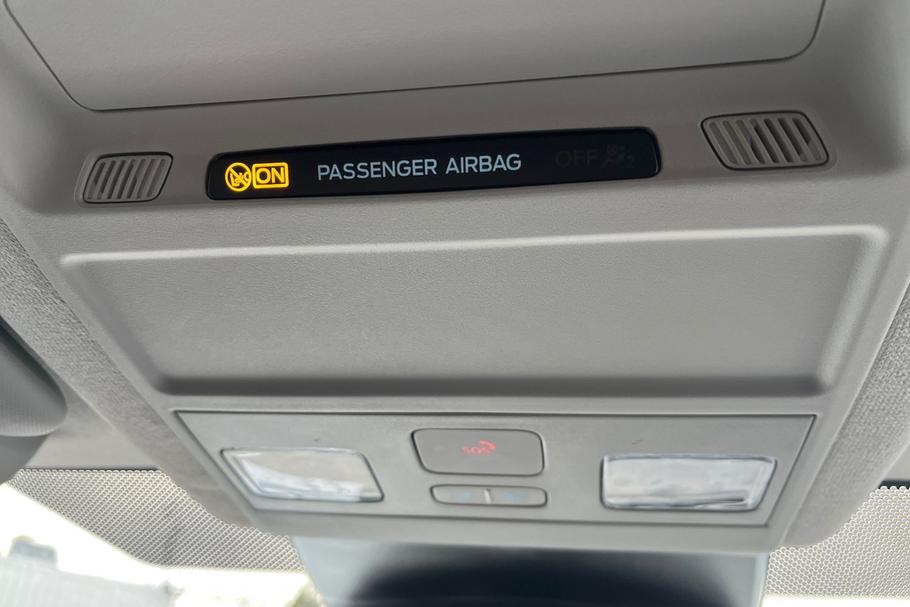 ON PASSENGER AIRBAG OFF
SOS